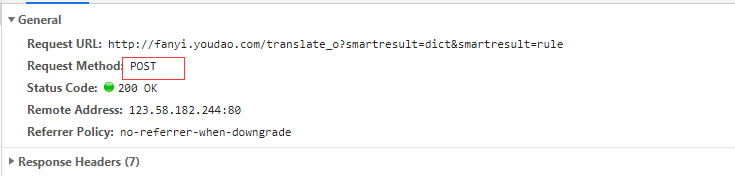 General
Request URL: http://fanyi.youdao.com/translate_o?smartresult=dict&smartresult=rule
Request Method: POST
Status Code: 200 OK
Remote Address: 123.58.182.244:80
Referrer Policy: no-referrer-when-downgrade
Response Headers (7)